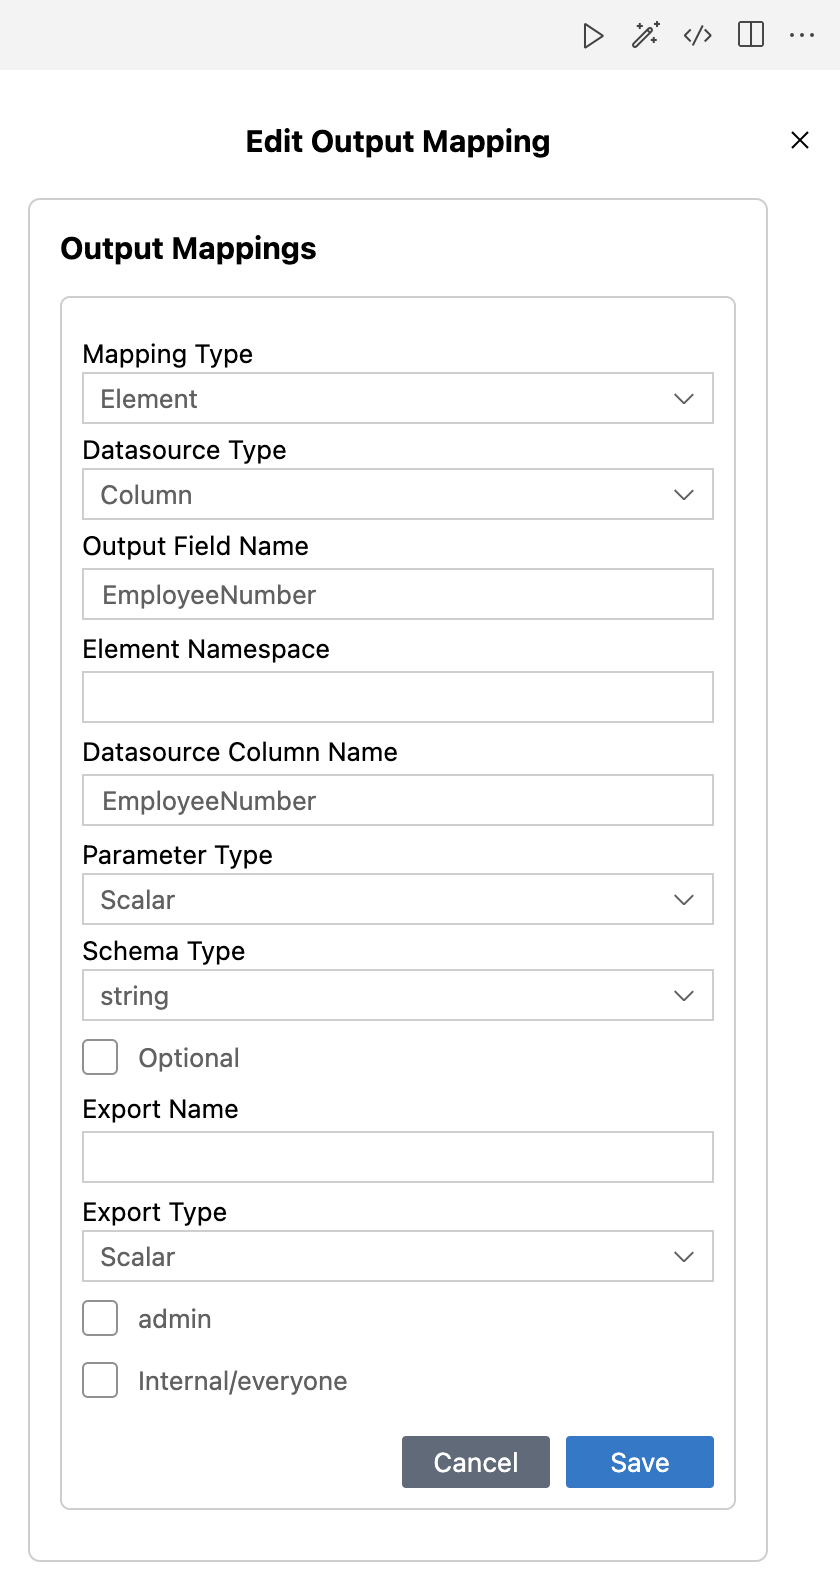 Edit Output Mapping
Output Mappings
Mapping Type
Element
Datasource Type
Column
Output Field Name
EmployeeNumber
Element Namespace
Datasource Column Name
EmployeeNumber
Parameter Type
Scalar
Schema Type
string
Optional
Export Name
Export Type
Scalar
admin
Internal/everyone
Cancel Save